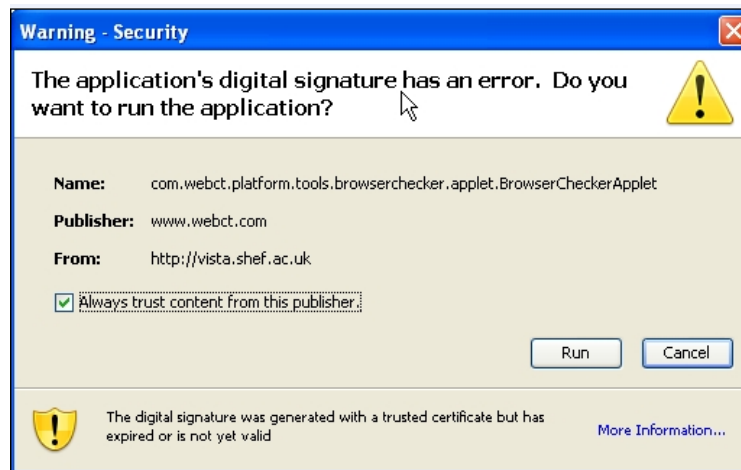 Warning - Security
The application's digital signature has an error.  Do you
want to run the application?
Name: com.webct.platform.tools.browserchecker.applet.BrowserCheckerApplet
Publisher: www.webct.com
From: http://vista.shef.ac.uk
Always trust content from this publisher.
Run Cancel
The digital signature was generated with a trusted certificate but has
expired or is not yet valid
More Information...